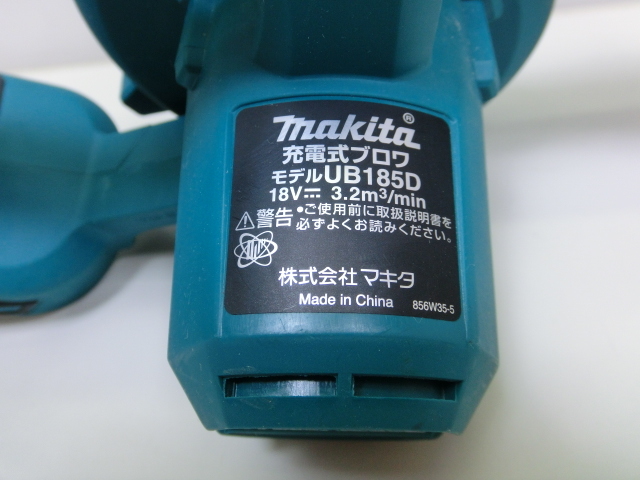 makita®
充電式ブロワ
モデルUB185D
18V⎓ 3.2m³/min
⚠警告 •ご使用前に取扱説明書を
必ずよくお読みください。
株式会社マキタ
Made in China 856W35-5